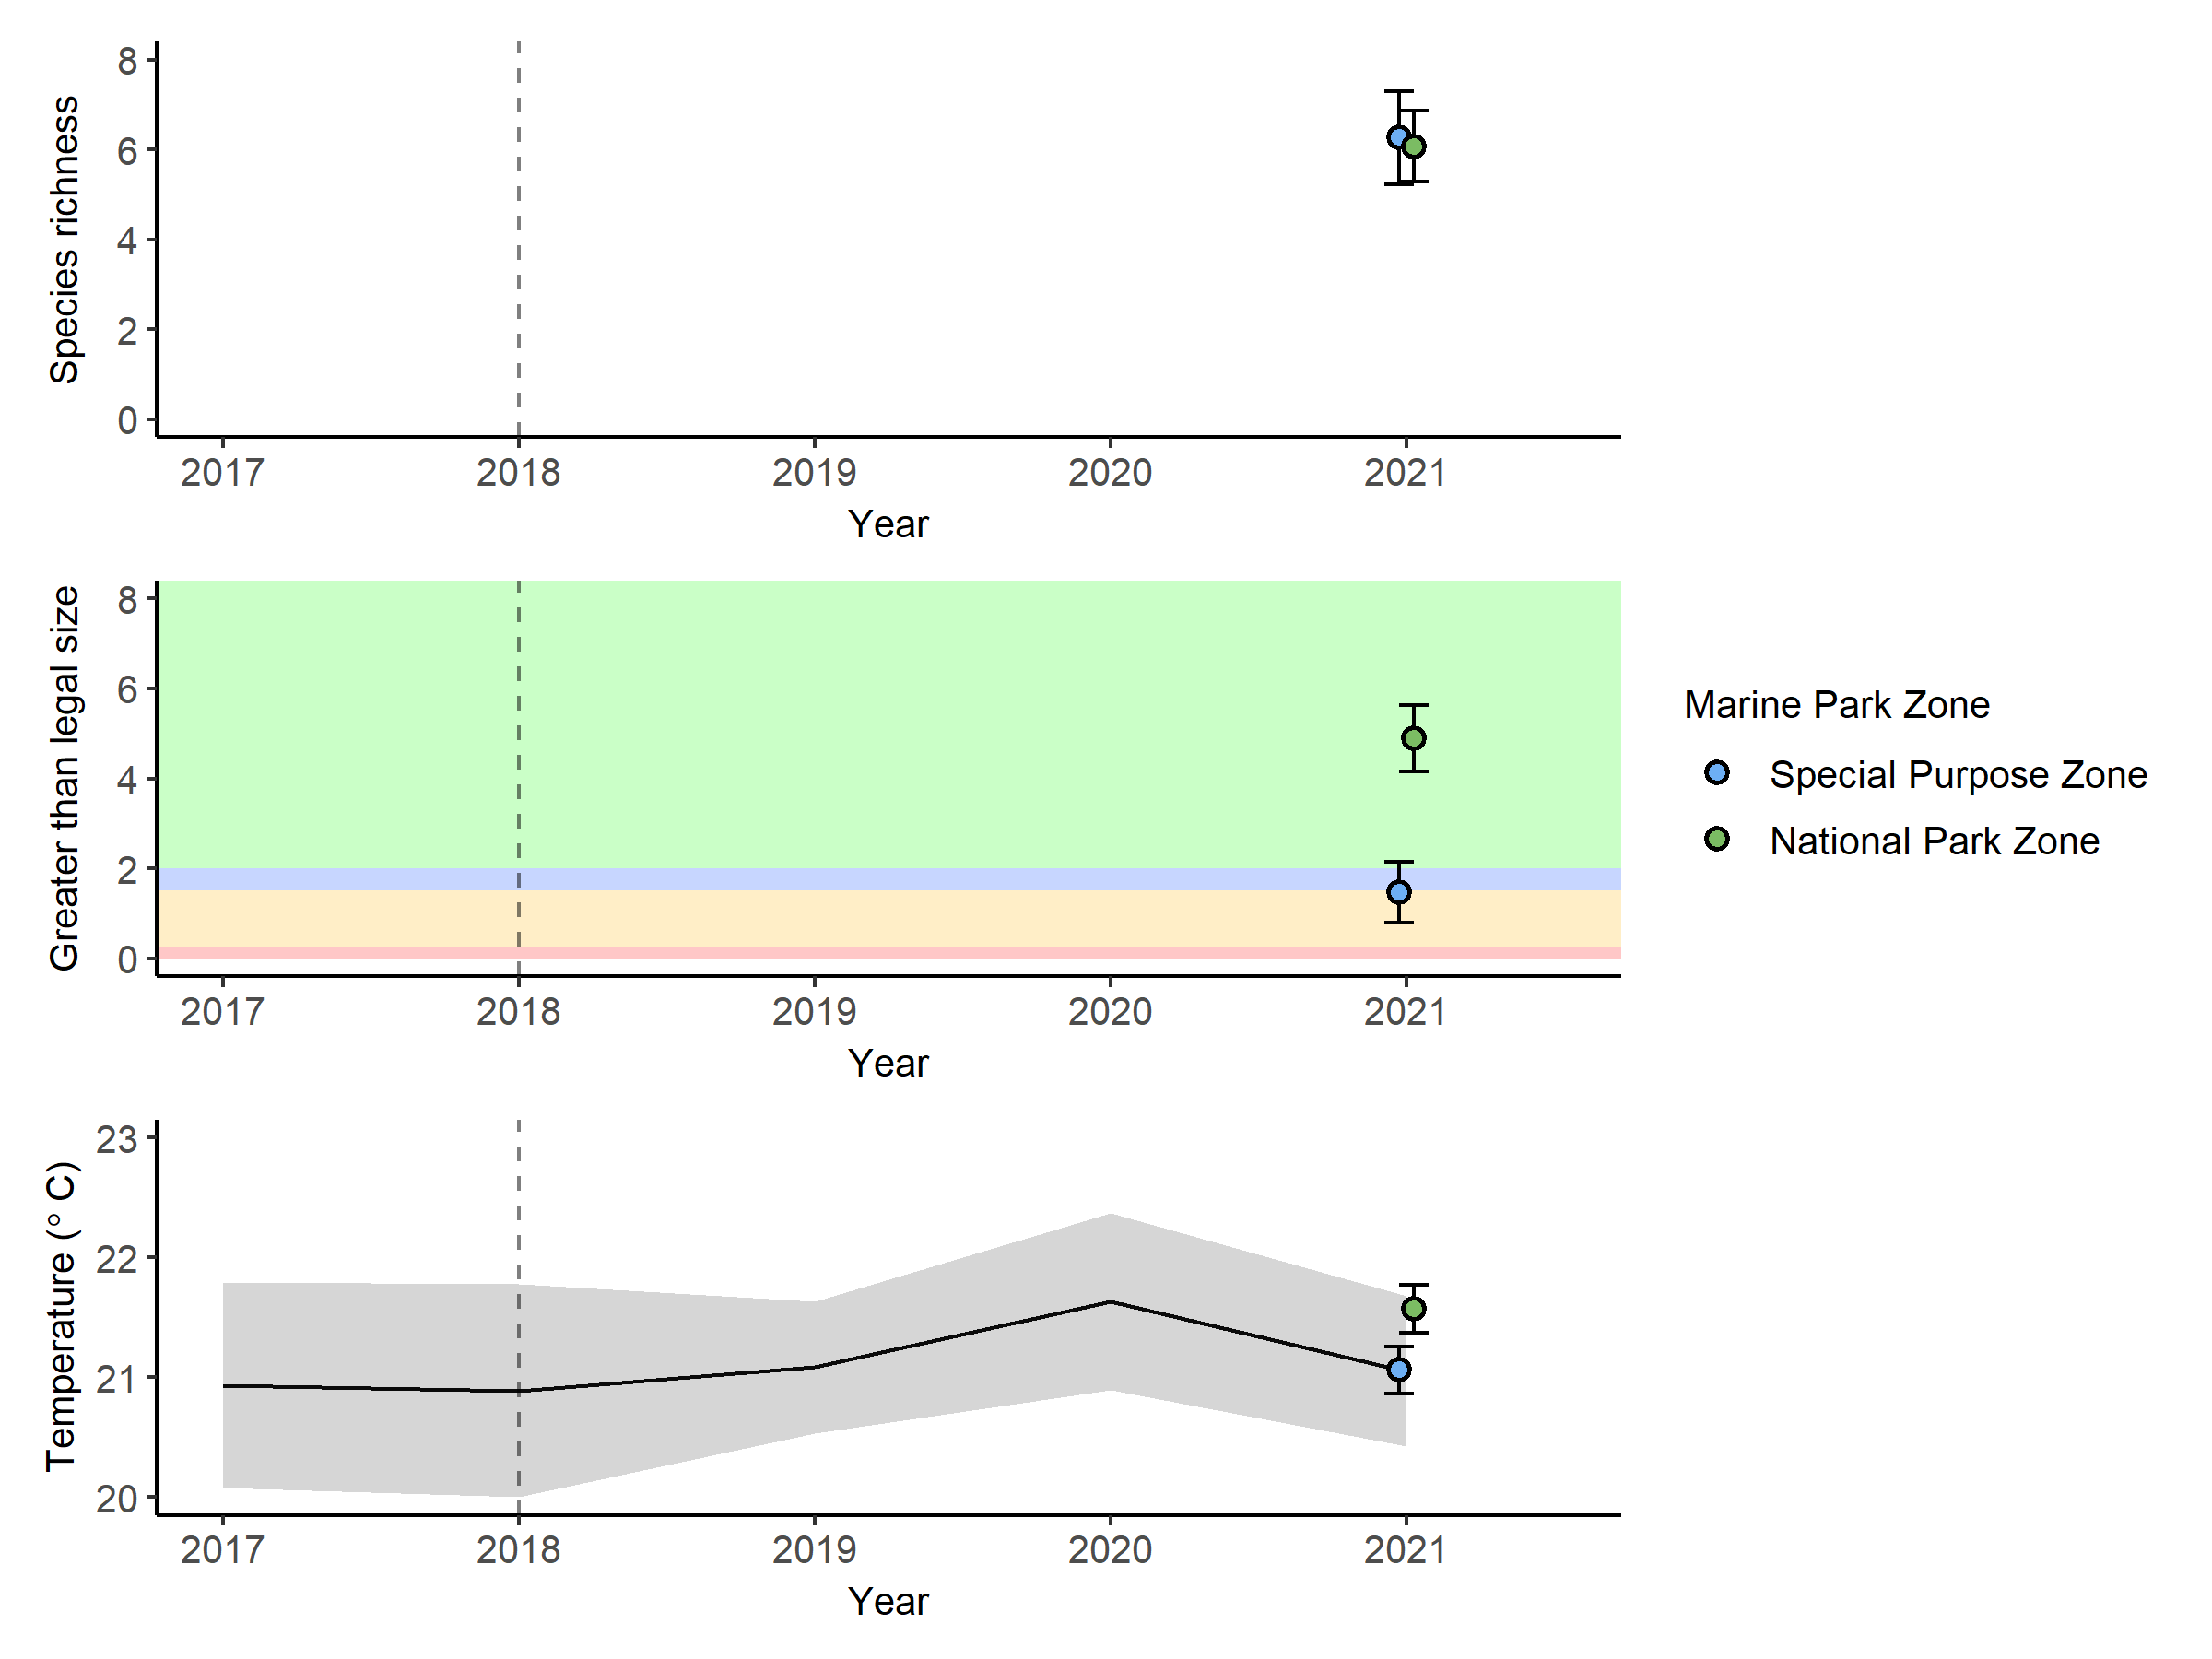 Species richness
8
6
4
2
0
2017 2018 2019 2020 2021
Year
Greater than legal size
8
6
4
2
0
2017 2018 2019 2020 2021
Year
Marine Park Zone
Special Purpose Zone
National Park Zone
Temperature (° C)
23
22
21
20
2017 2018 2019 2020 2021
Year